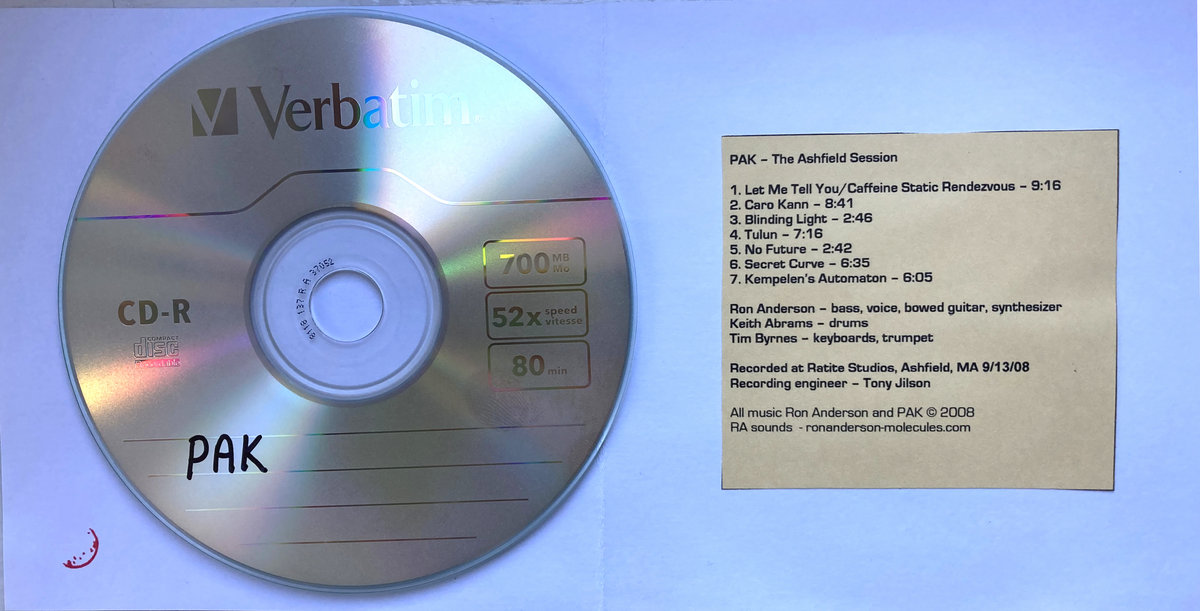 Verbatim
700 MB
Mo
52x speed
vitesse
80 min
CD-R
COMPACT
disc
PAK
PAK – The Ashfield Session
1. Let Me Tell You/Caffeine Static Rendezvous – 9:16
2. Caro Kann – 8:41
3. Blinding Light – 2:46
4. Tulun – 7:16
5. No Future – 2:42
6. Secret Curve – 6:35
7. Kempelen's Automaton – 6:05
Ron Anderson – bass, voice, bowed guitar, synthesizer
Keith Abrams – drums
Tim Byrnes – keyboards, trumpet
Recorded at Ratite Studios, Ashfield, MA 9/13/08
Recording engineer – Tony Jilson
All music Ron Anderson and PAK © 2008
RA sounds - ronanderson-molecules.com